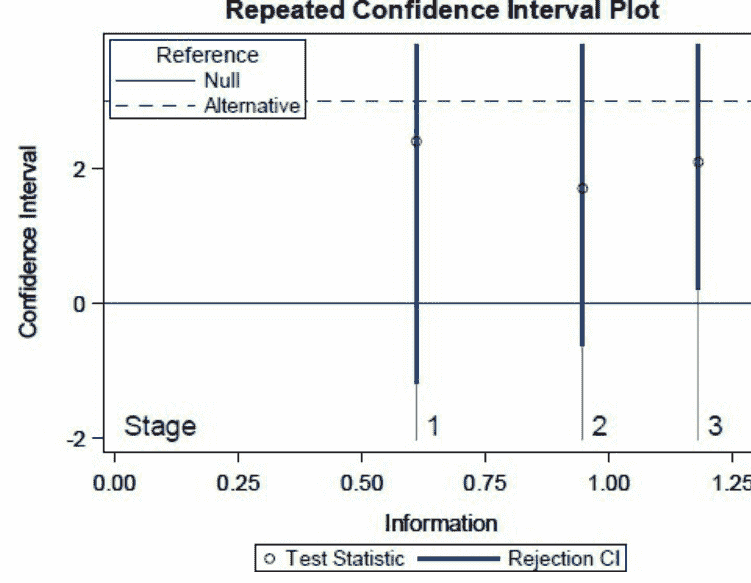 Repeated Confidence Interval Plot
Reference
Null
Alternative
Confidence Interval
2
0
-2
Stage
1
2
3
0.00
0.25
0.50
0.75
1.00
1.25
Information
Test Statistic
Rejection CI